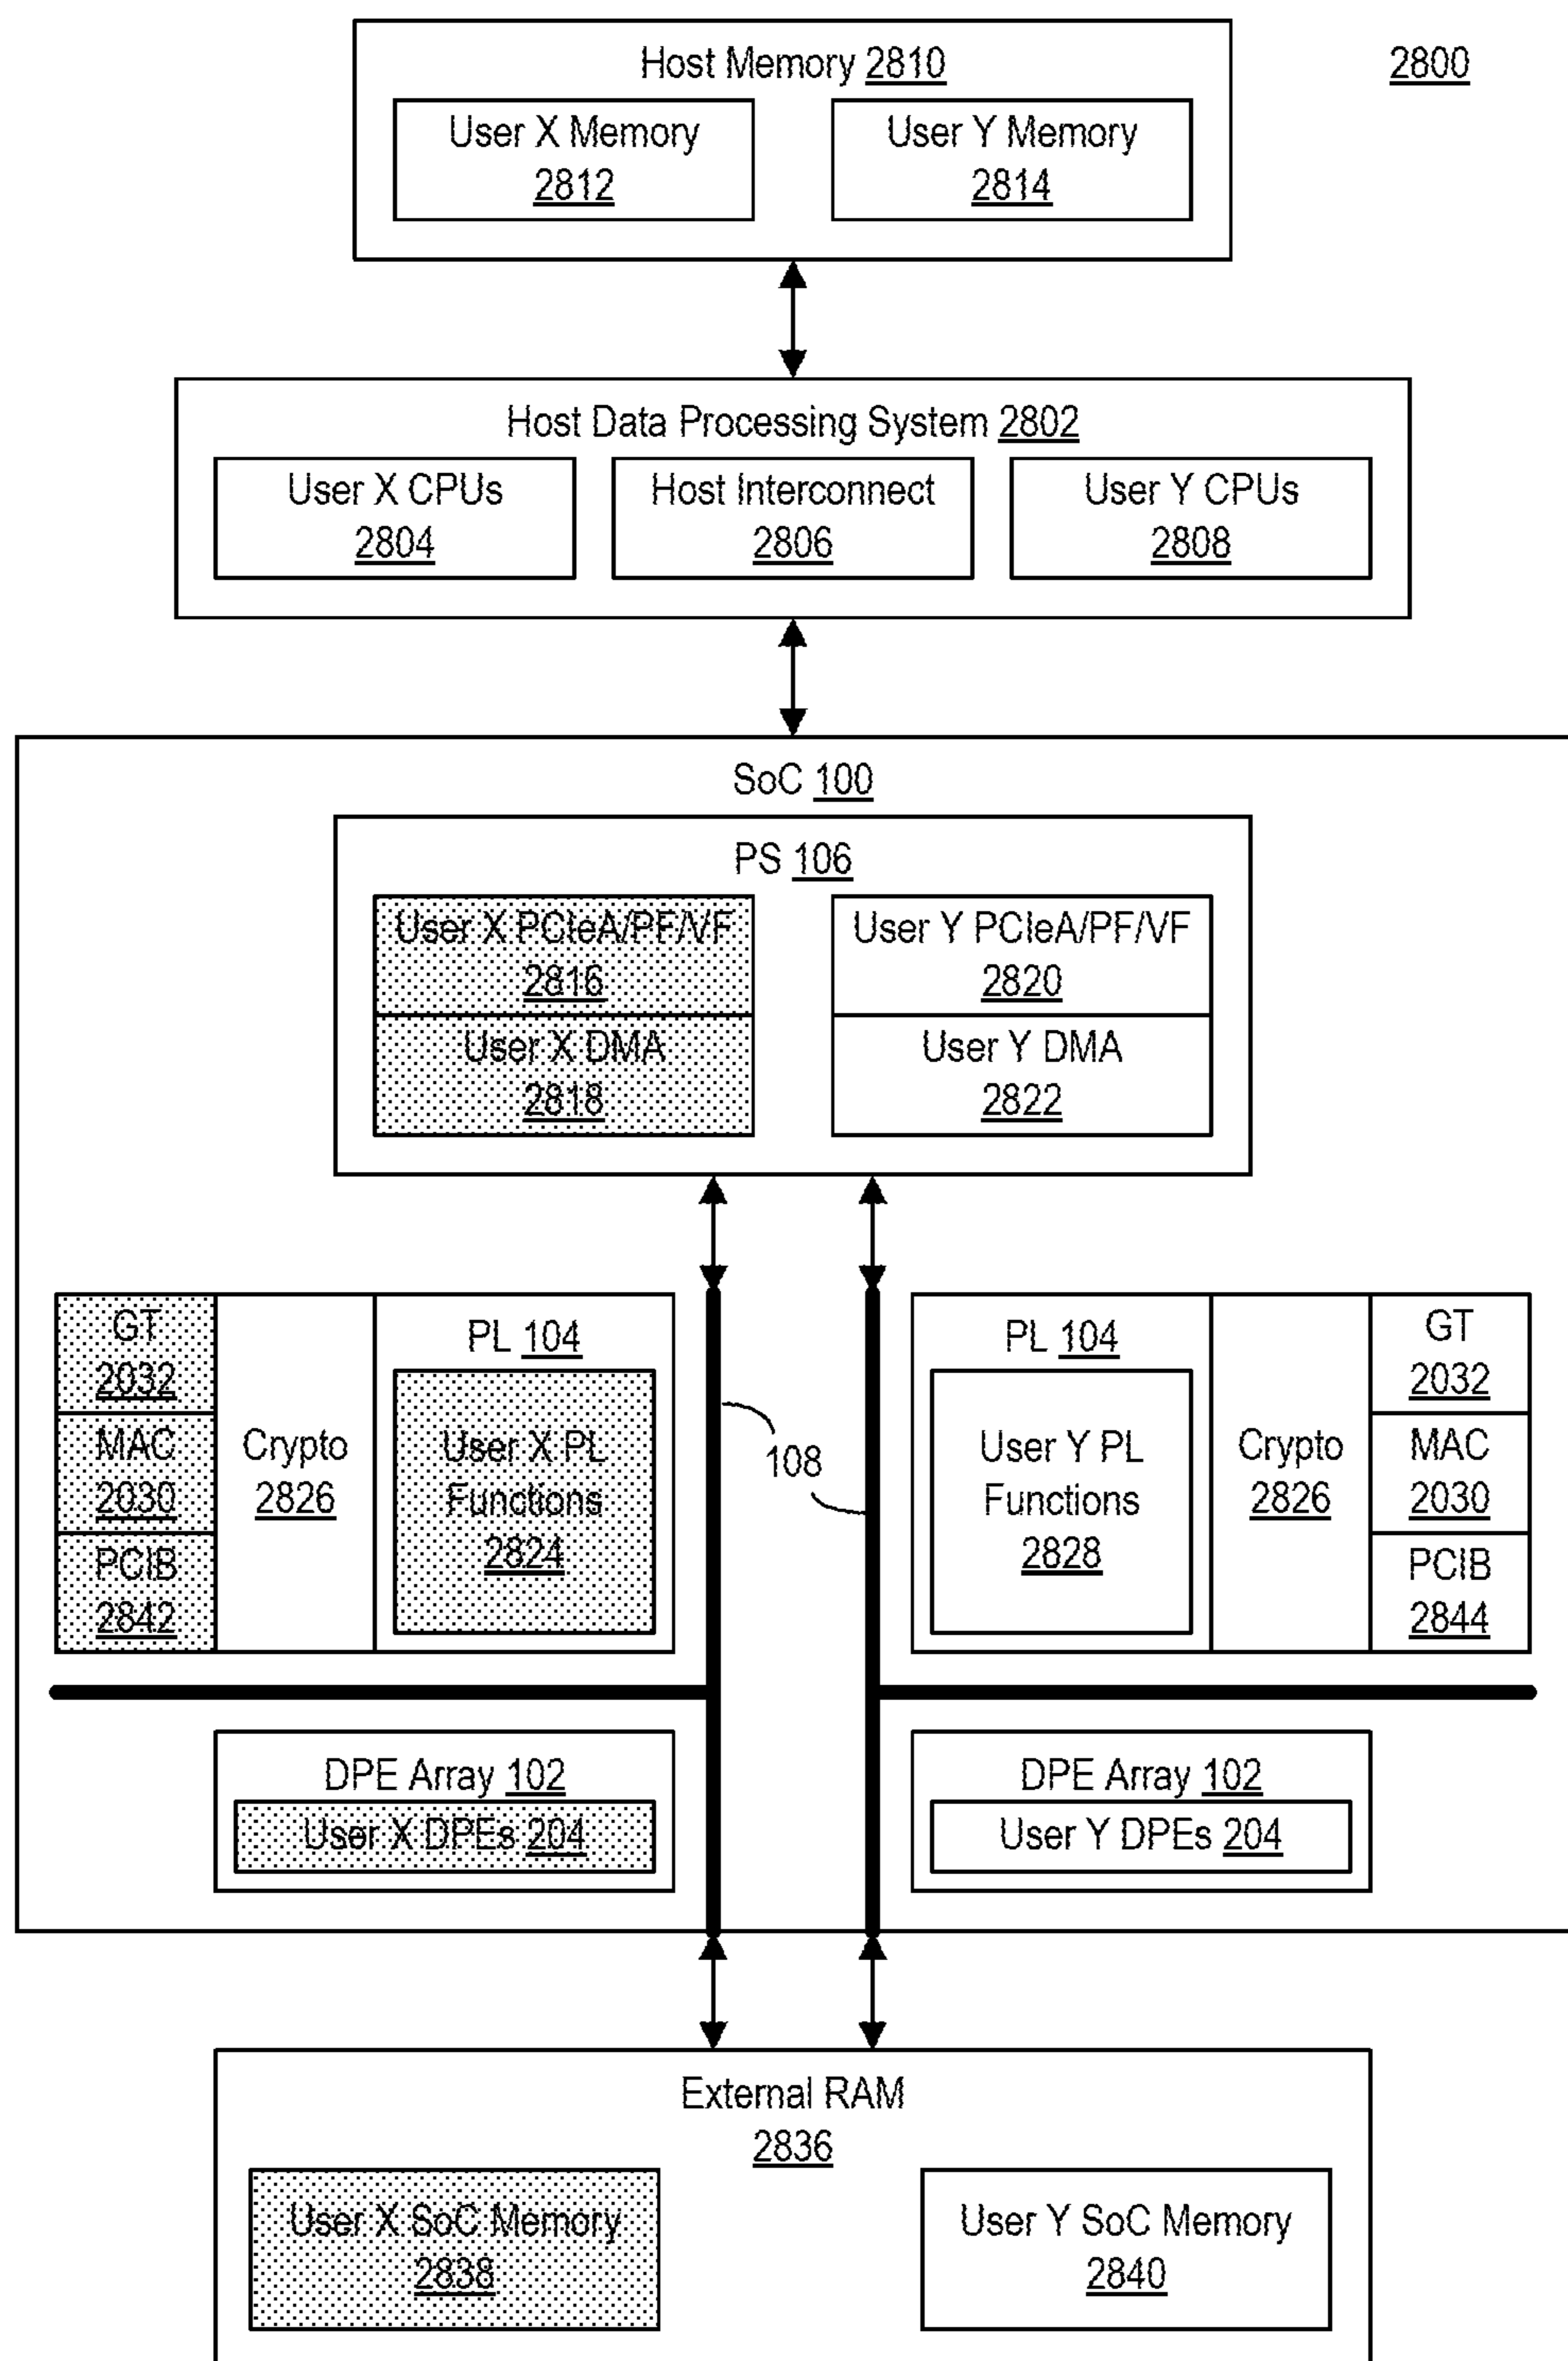 2800
Host Memory 2810
User X Memory
2812
User Y Memory
2814
Host Data Processing System 2802
User X CPUs
2804
Host Interconnect
2806
User Y CPUs
2808
SoC 100
PS 106
User X PCIeA/PF/VF
2816
User X DMA
2818
User Y PCIeA/PF/VF
2820
User Y DMA
2822
GT
2032
MAC
2030
PCIB
2842
Crypto
2826
PL 104
User X PL
Functions
2824
108
PL 104
User Y PL
Functions
2828
Crypto
2826
GT
2032
MAC
2030
PCIB
2844
DPE Array 102
User X DPEs 204
DPE Array 102
User Y DPEs 204
External RAM
2836
User X SoC Memory
2838
User Y SoC Memory
2840